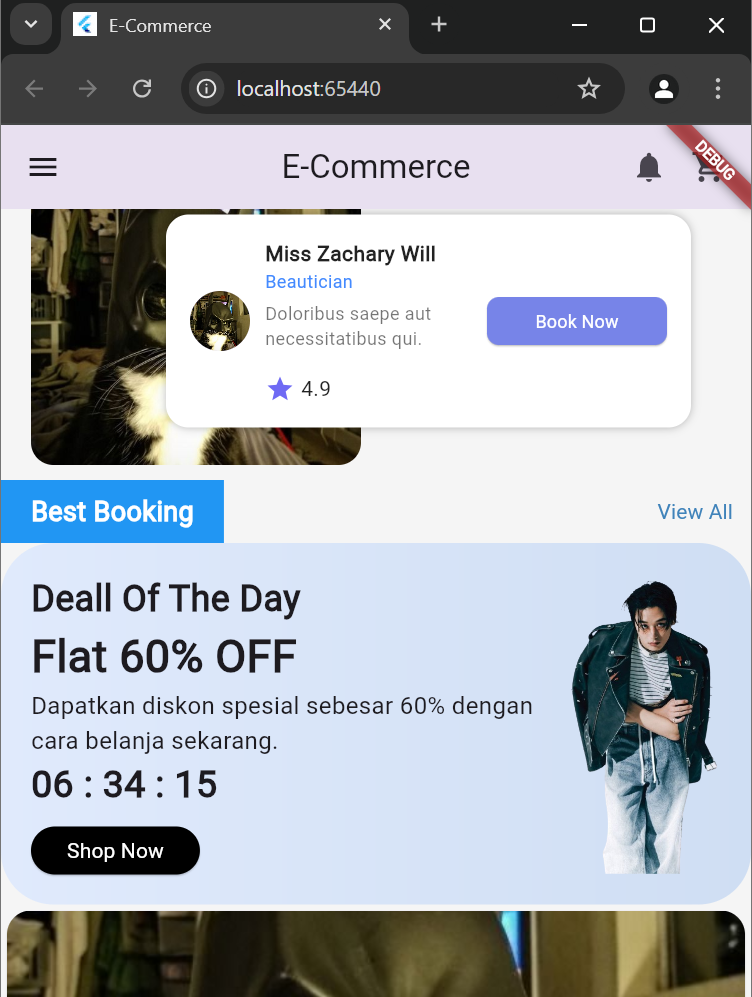 E-Commerce
localhost:65440
E-Commerce
DEBUG
Miss Zachary Will
Beautician
Doloribus saepe aut
necessitatibus qui.
Book Now
4.9
Best Booking
View All
Deall Of The Day
Flat 60% OFF
Dapatkan diskon spesial sebesar 60% dengan
cara belanja sekarang.
06 : 34 : 15
Shop Now